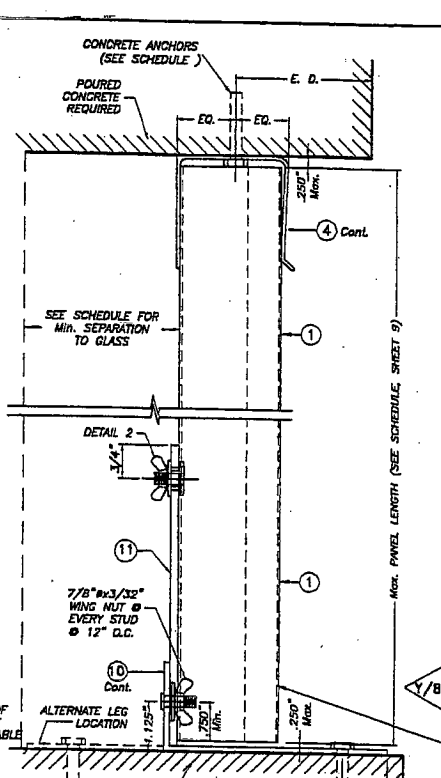 CONCRETE ANCHORS
(SEE SCHEDULE )
E. D.
POURED
CONCRETE
REQUIRED
EQ.
EQ.
.250"
Max.
4 Cont.
SEE SCHEDULE FOR
Min. SEPARATION
TO GLASS
1
Max. PANEL LENGTH (SEE SCHEDULE, SHEET 9)
DETAIL 2
3/4"
11
1
7/8"øx3/32"
WING NUT @
EVERY STUD
@ 12" O.C.
10
Cont.
Y/8
ALTERNATE LEG
LOCATION
1.125"
.750"
Min.
.250"
Max.